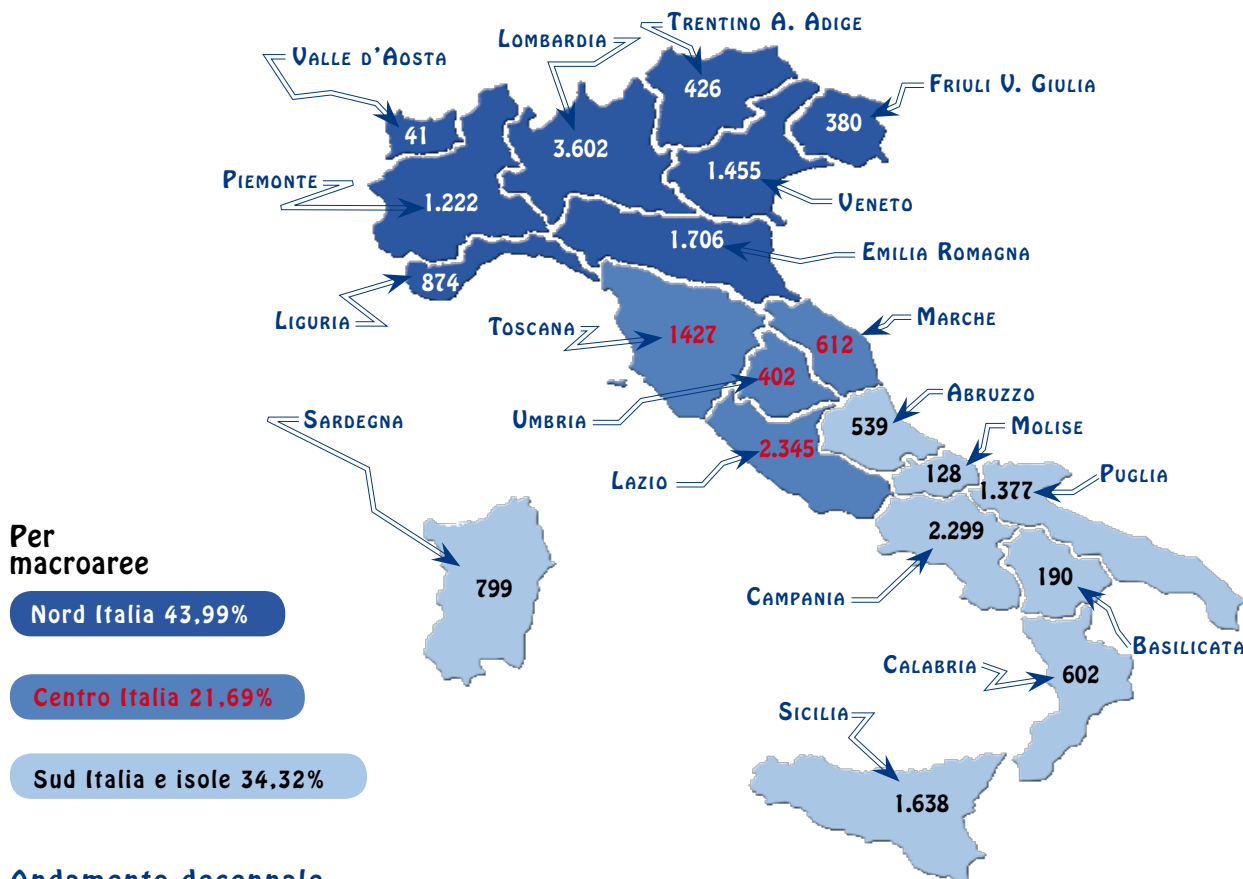 Trentino A. Adige
Lombardia
Valle d'Aosta
Friuli V. Giulia
426
380
41
3.602
1.455
Piemonte
1.222
Veneto
1.706
Emilia Romagna
874
Liguria
Toscana
1427
Marche
612
402
Abruzzo
Umbria
Sardegna
539
Molise
2.345
Lazio
128
Puglia
1.377
2.299
Per
macroaree
799
190
Campania
Nord Italia 43,99%
Basilicata
Calabria
602
Centro Italia 21,69%
Sicilia
Sud Italia e isole 34,32%
1.638
Andamento decennale